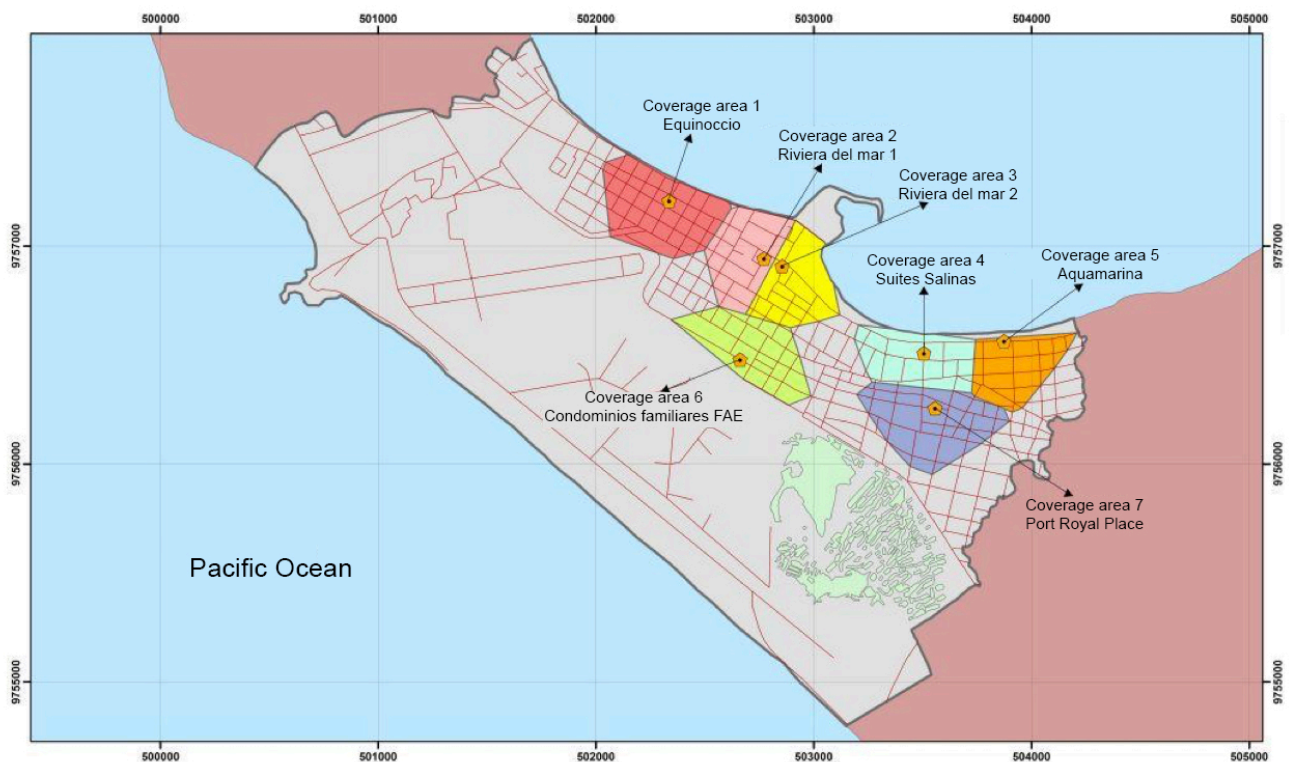 500000 501000 502000 503000 504000 505000
Coverage area 1
Equinoccio
Coverage area 2
Riviera del mar 1
Coverage area 3
Riviera del mar 2
Coverage area 4
Suites Salinas
Coverage area 5
Aquamarina
9757000 9757000
Coverage area 6
Condominios familiares FAE
9756000 9756000
Coverage area 7
Port Royal Place
Pacific Ocean
9755000 9755000
500000 501000 502000 503000 504000 505000